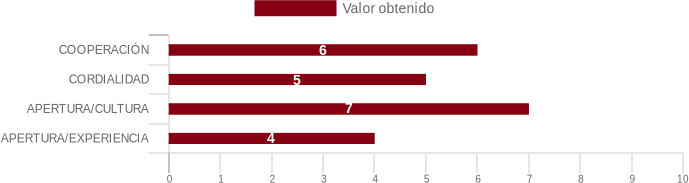 Valor obtenido
COOPERACIÓN 6
CORDIALIDAD 5
APERTURA/CULTURA 7
APERTURA/EXPERIENCIA 4
0 1 2 3 4 5 6 7 8 9 10